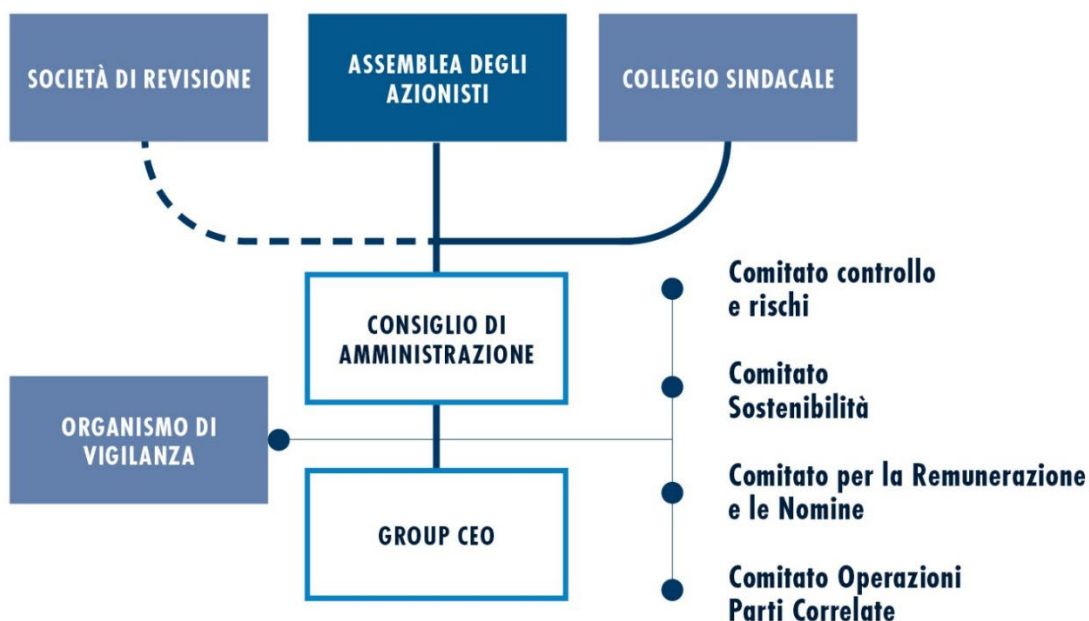 SOCIETÀ DI REVISIONE
ASSEMBLEA DEGLI
AZIONISTI
COLLEGIO SINDACALE
CONSIGLIO DI
AMMINISTRAZIONE
ORGANISMO DI
VIGILANZA
GROUP CEO
Comitato controllo
e rischi
Comitato
Sostenibilità
Comitato per la Remunerazione
e le Nomine
Comitato Operazioni
Parti Correlate